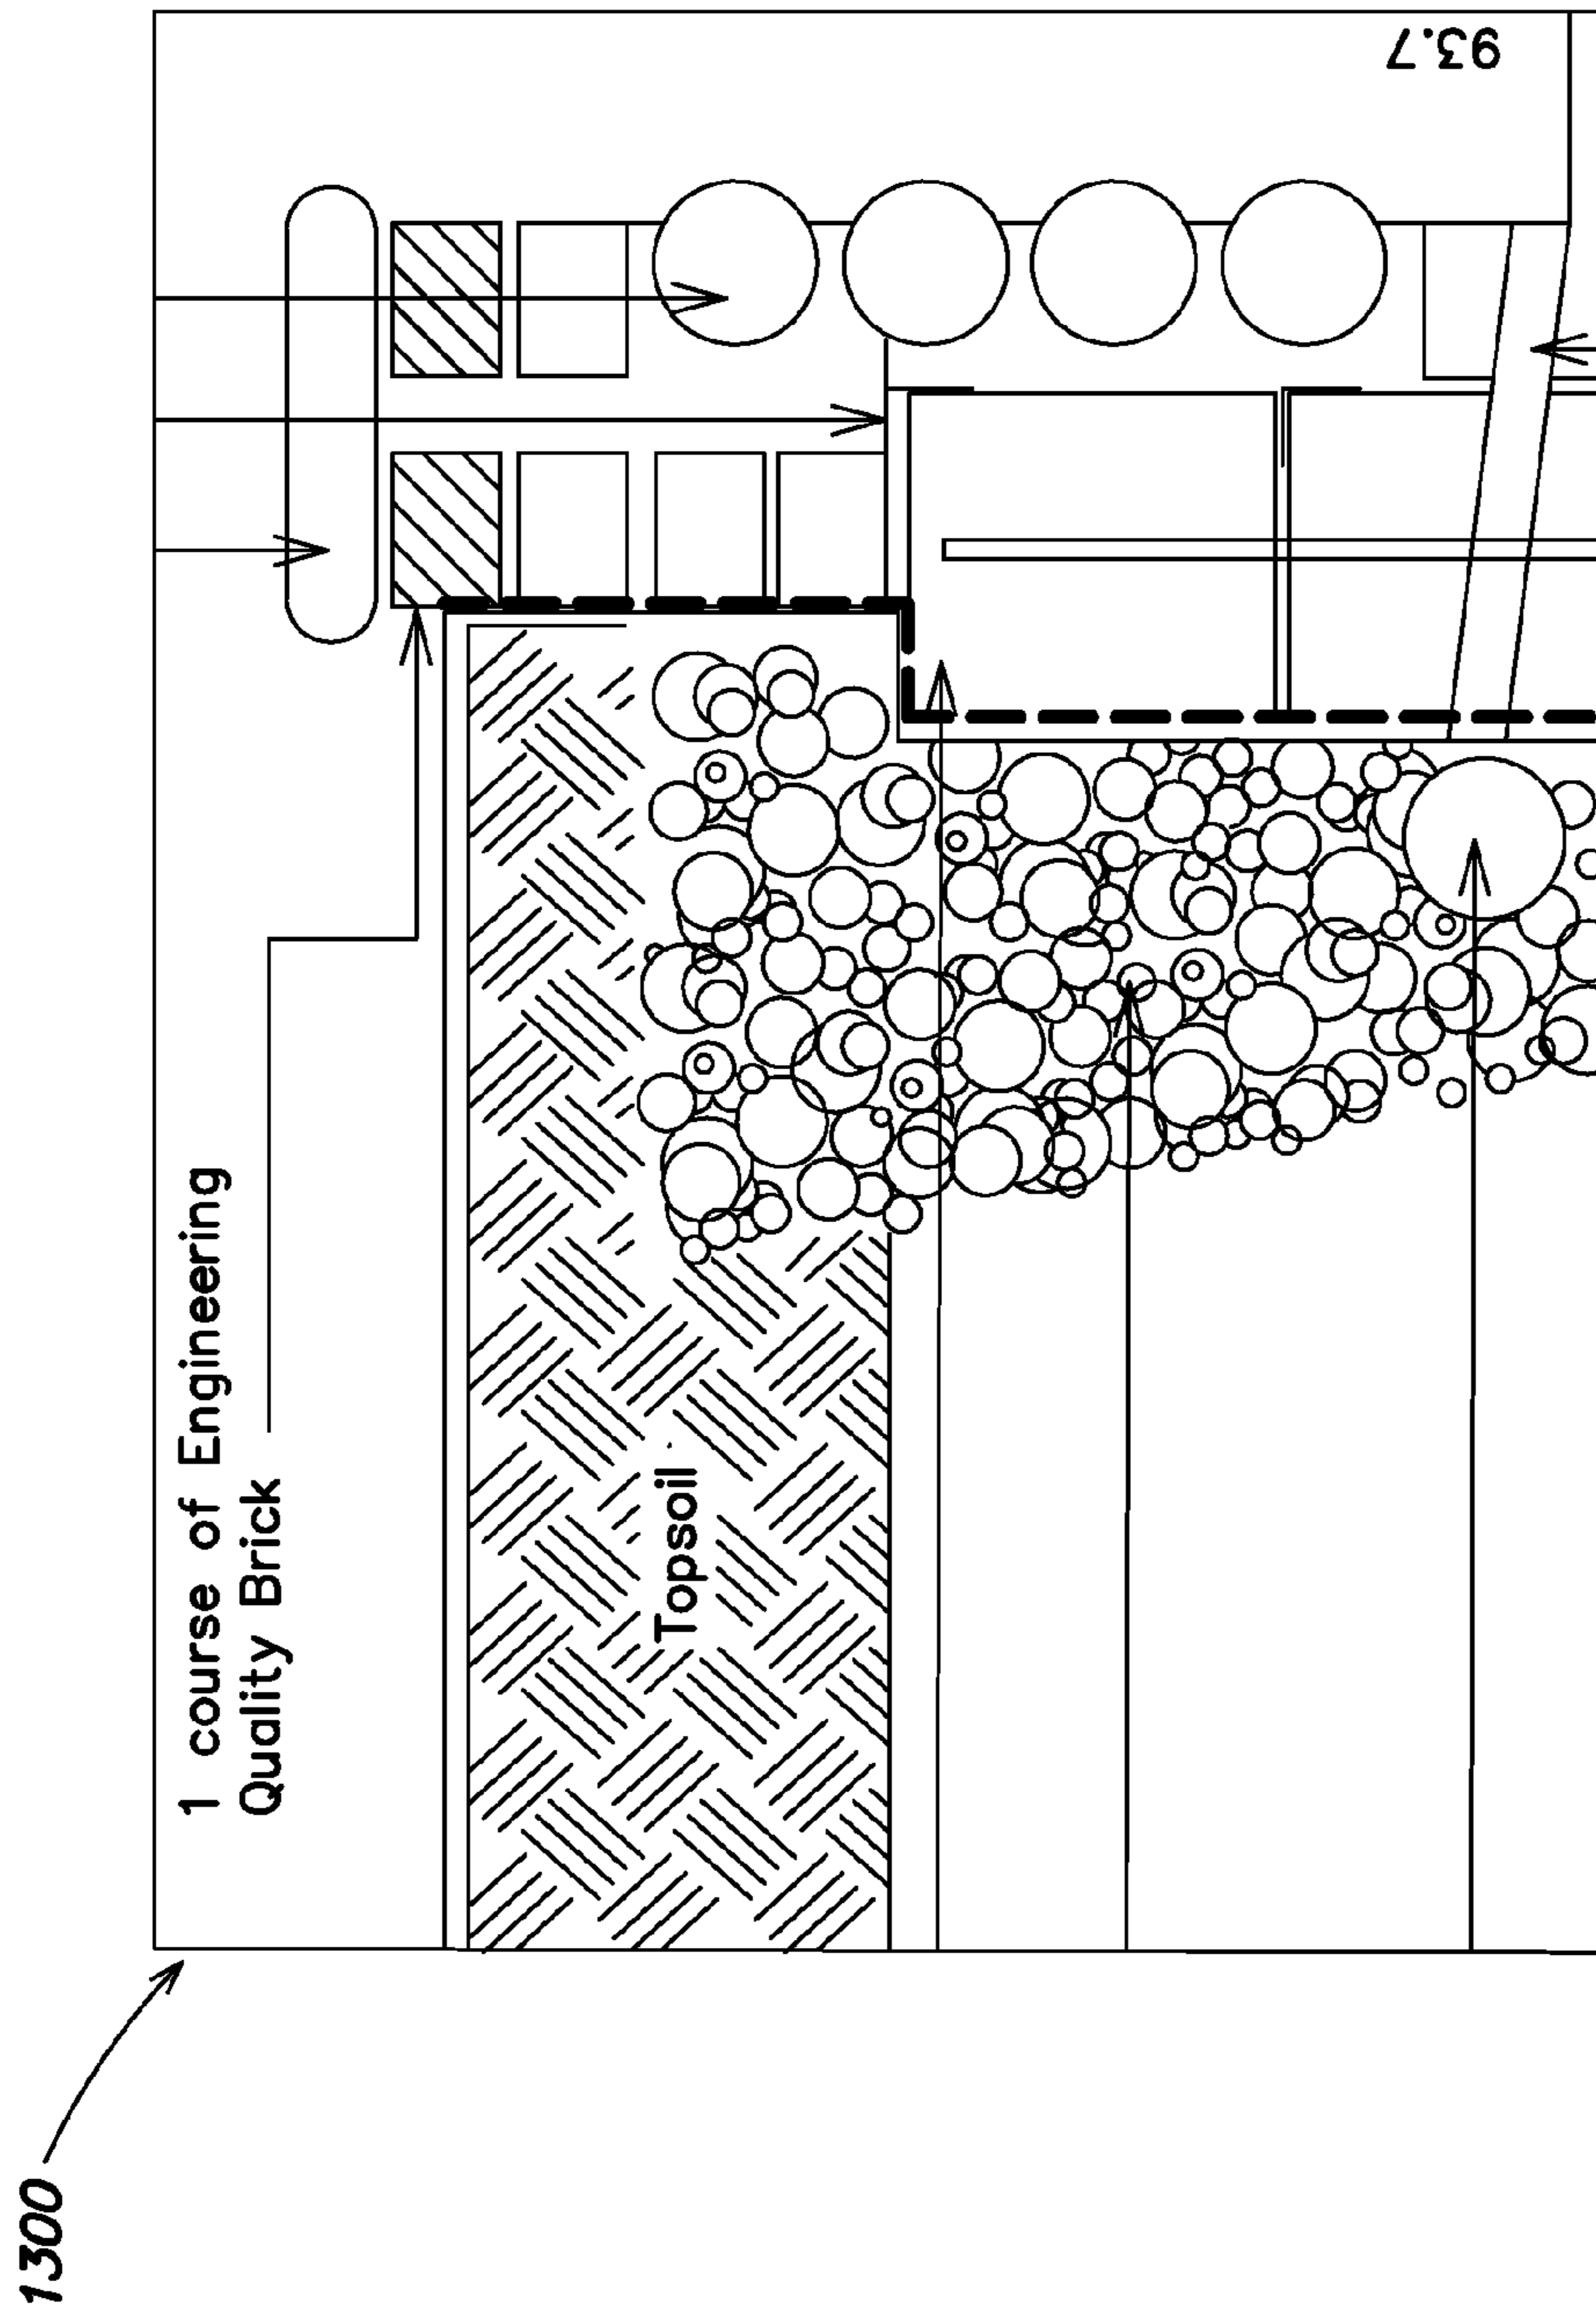 1 course of Engineering
Quality Brick
Topsoil
93.7
1300